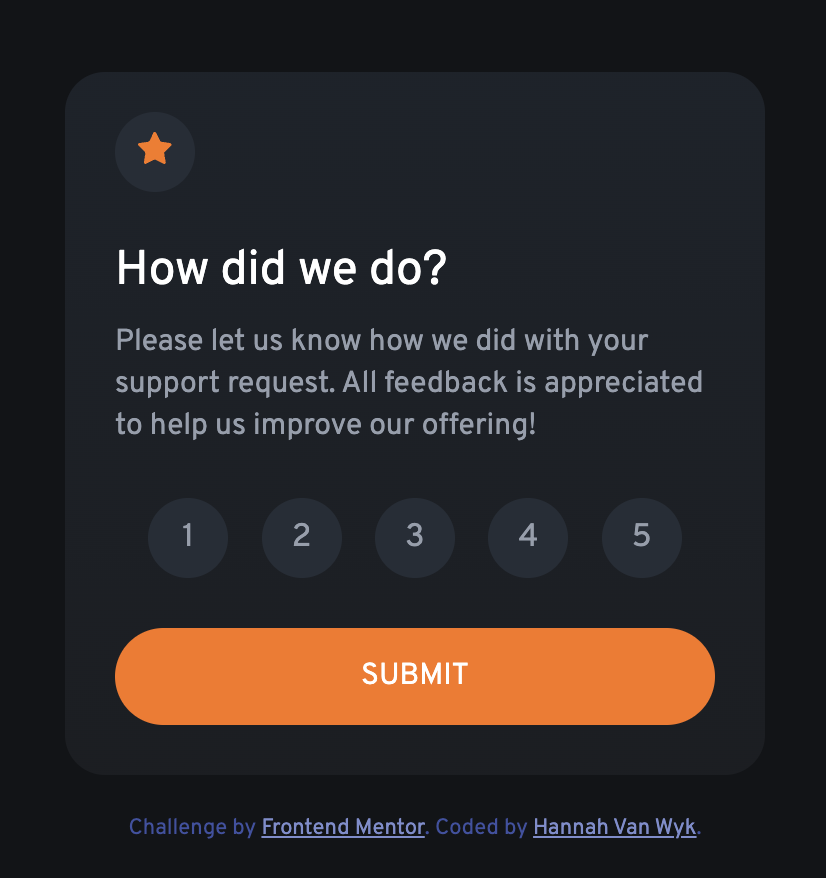 How did we do?
Please let us know how we did with your
support request. All feedback is appreciated
to help us improve our offering!
1 2 3 4 5
SUBMIT
Challenge by Frontend Mentor. Coded by Hannah Van Wyk.